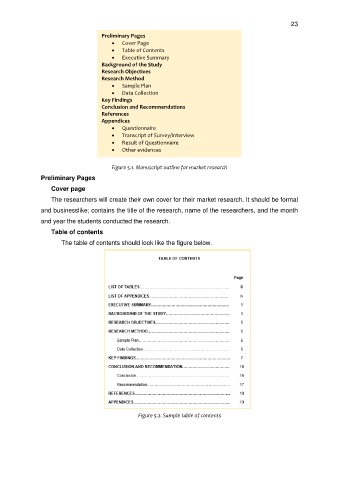 23
Preliminary Pages
• Cover Page
• Table of Contents
• Executive Summary
Background of the Study
Research Objectives
Research Method
• Sample Plan
• Data Collection
Key Findings
Conclusion and Recommendations
References
Appendices
• Questionnaire
• Transcript of Survey/Interview
• Result of Questionnaire
• Other evidences
Figure 5.1. Manuscript outline for market research
Preliminary Pages
Cover page
The researchers will create their own cover for their market research. It should be formal
and businesslike; contains the title of the research, name of the researchers, and the month
and year the students conducted the research.
Table of contents
The table of contents should look like the figure below.
TABLE OF CONTENTS
Page
LIST OF TABLES
LIST OF APPENDICES
EXECUTIVE SUMMARY 1
BACKGROUND OF THE STUDY 3
RESEARCH OBJECTIVES 5
RESEARCH METHOD 6
Sample Plan 6
Data Collection 6
KEY FINDINGS 7
CONCLUSION AND RECOMMENDATION 16
Conclusion 16
Recommendation 17
REFERENCES 18
APPENDICES 19
Figure 5.2. Sample table of contents